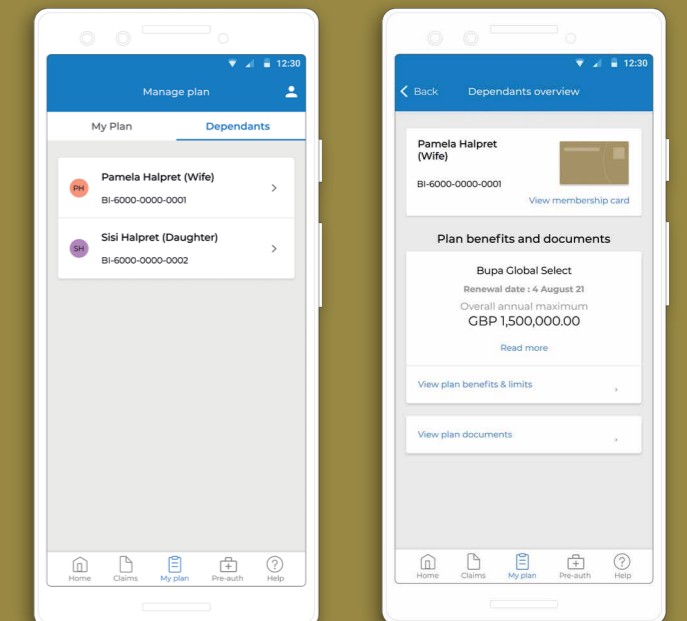 12:30
Manage plan
My Plan
Dependants
PH
Pamela Halpret (Wife)
BI-6000-0000-0001
SH
Sisi Halpret (Daughter)
BI-6000-0000-0002
Home
Claims
My plan
Pre-auth
Help
12:30
Back
Dependants overview
Pamela Halpret
(Wife)
BI-6000-0000-0001
View membership card
Plan benefits and documents
Bupa Global Select
Renewal date : 4 August 21
Overall annual maximum
GBP 1,500,000.00
Read more
View plan benefits & limits
View plan documents
Home
Claims
My plan
Pre-auth
Help